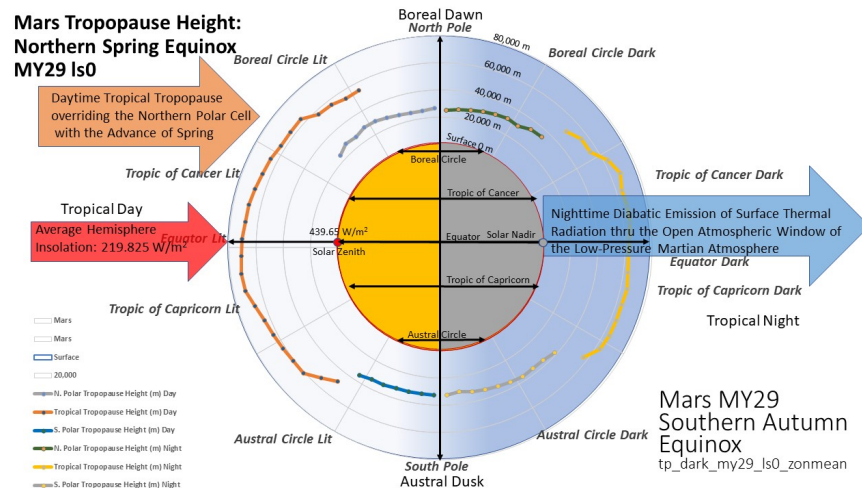 Mars Tropopause Height:
Northern Spring Equinox
MY29 ls0
Boreal Dawn
North Pole
80,000 m
60,000 m
40,000 m
20,000 m
Surface 0 m
Boreal Circle Lit
Boreal Circle Dark
Daytime Tropical Tropopause
overriding the Northern Polar Cell
with the Advance of Spring
Boreal Circle
Tropic of Cancer Lit
Tropic of Cancer Dark
Tropic of Cancer
Tropical Day
Average Hemisphere
Insolation: 219.825 W/m²
Equator Lit
439.65 W/m²
Solar Zenith
Equator
Solar Nadir
Nighttime Diabatic Emission of Surface Thermal
Radiation thru the Open Atmospheric Window of
the Low-Pressure Martian Atmosphere
Equator Dark
Tropic of Capricorn
Tropic of Capricorn Lit
Tropic of Capricorn Dark
Tropical Night
Austral Circle
Mars
Mars
Surface
20,000
N. Polar Tropopause Height (m) Day
Tropical Tropopause Height (m) Day
S. Polar Tropopause Height (m) Day
N. Polar Tropopause Height (m) Night
Tropical Tropopause Height (m) Night
S. Polar Tropopause Height (m) Night
Austral Circle Lit
Austral Circle Dark
South Pole
Austral Dusk
Mars MY29
Southern Autumn
Equinox
tp_dark_my29_ls0_zonmean